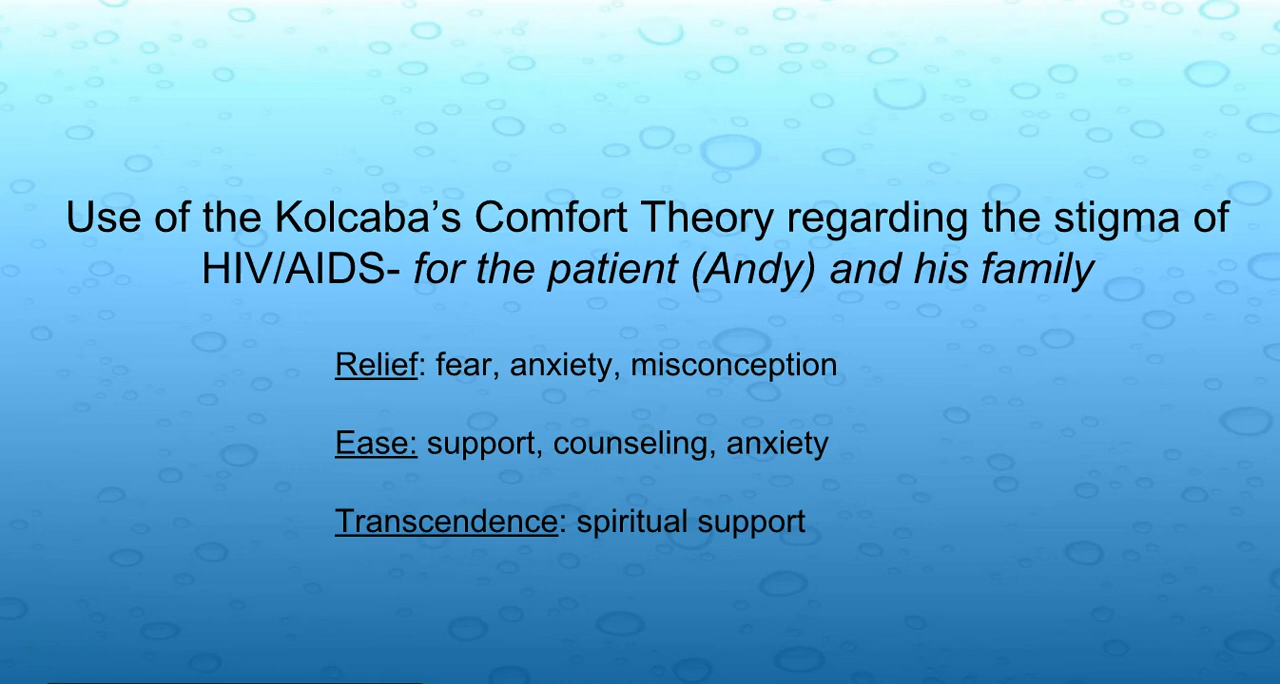 Use of the Kolcaba’s Comfort Theory regarding the stigma of
HIV/AIDS- for the patient (Andy) and his family
Relief: fear, anxiety, misconception
Ease: support, counseling, anxiety
Transcendence: spiritual support